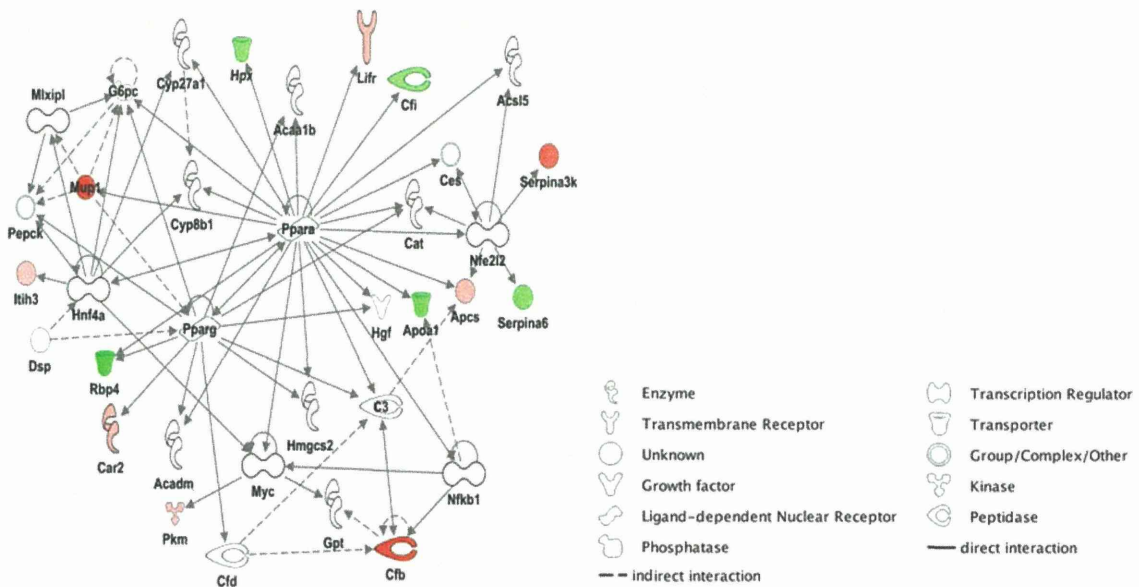 Cyp27a1
Hpx
Lifr
Cfi
Acsl5
Mlxipl
G6pc
Acaa1b
Mup1
Ces
Serpina3k
Pepck
Cyp8b1
Ppara
Cat
Nfe2l2
Itih3
Hnf4a
Pparg
Hgf
Apoa1
Apcs
Serpina6
Dsp
Rbp4
C3
Car2
Acadm
Hmgcs2
Myc
Nfkb1
Pkm
Gpt
Cfd
Cfb
Enzyme
Transmembrane Receptor
Unknown
Growth factor
Ligand-dependent Nuclear Receptor
Phosphatase
indirect interaction
Transcription Regulator
Transporter
Group/Complex/Other
Kinase
Peptidase
direct interaction